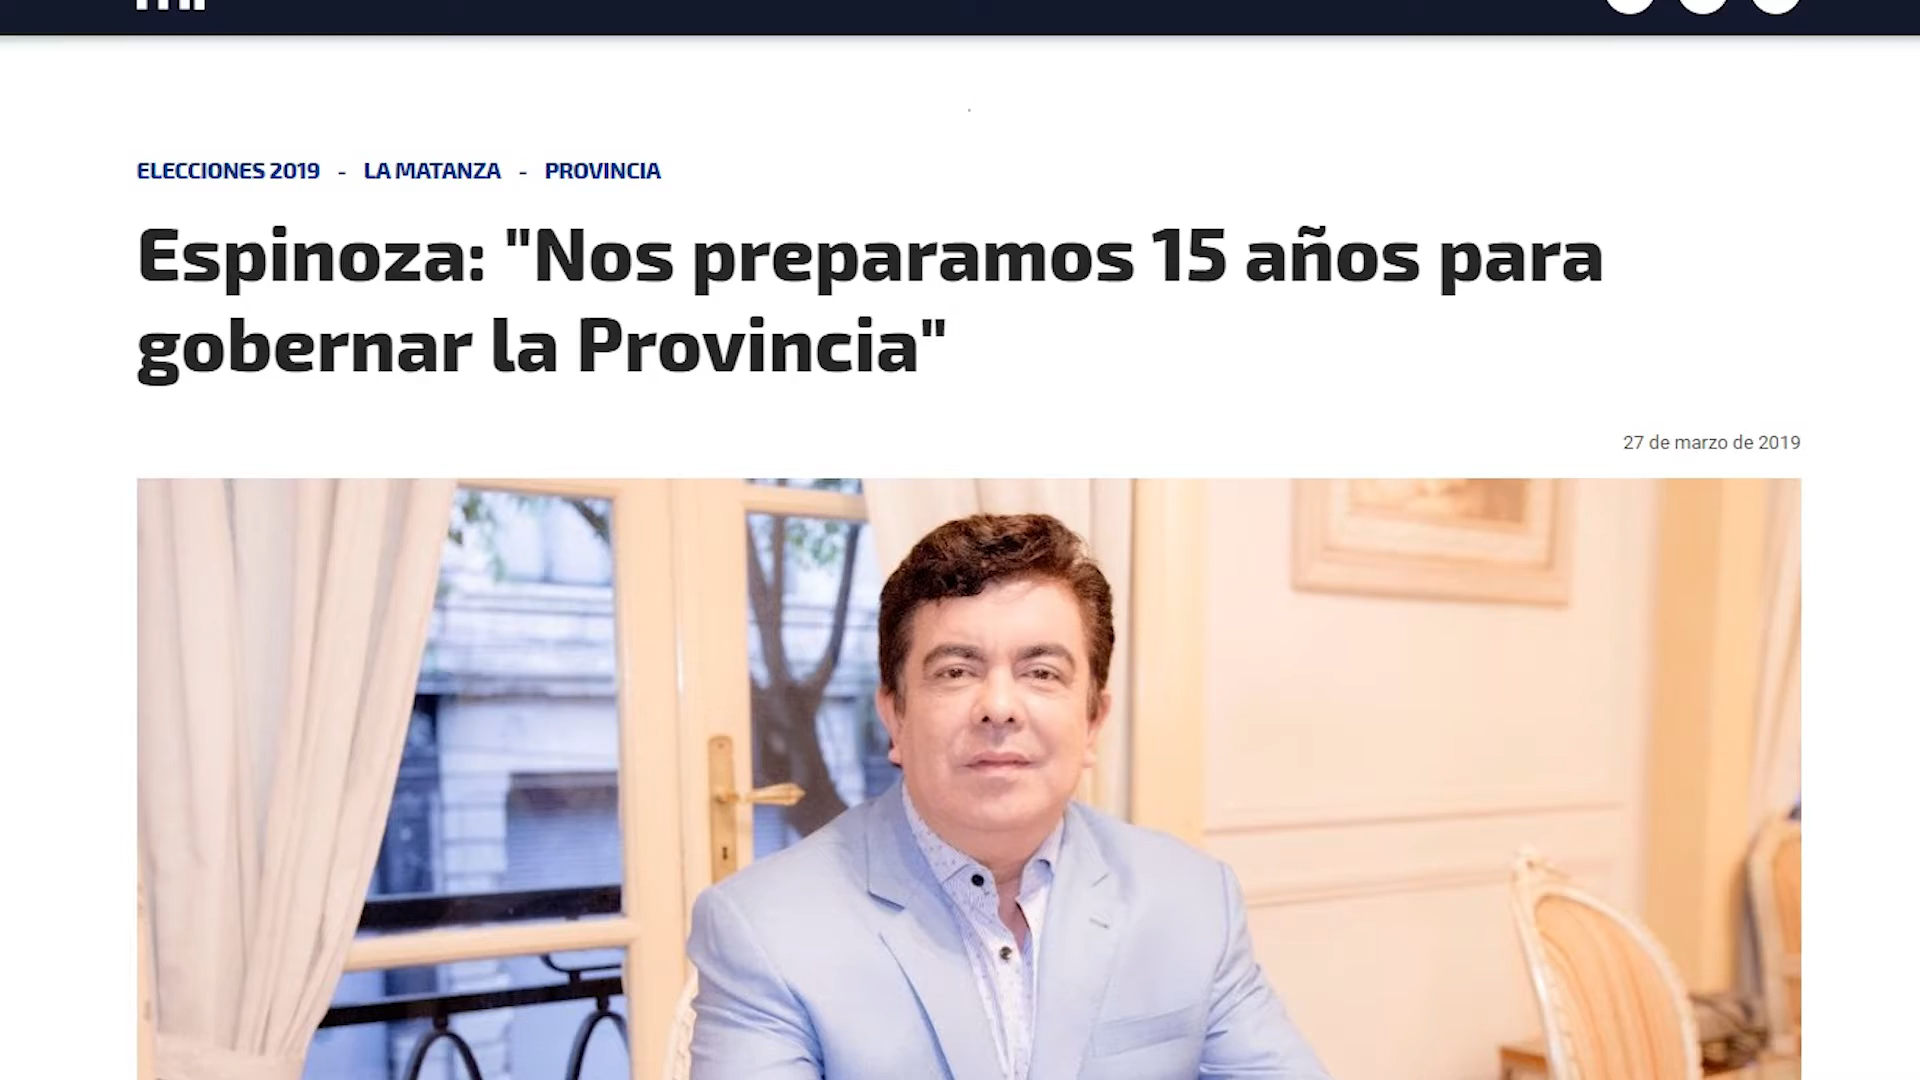 ELECCIONES 2019 - LA MATANZA - PROVINCIA
Espinoza: "Nos preparamos 15 años para
gobernar la Provincia"
27 de marzo de 2019